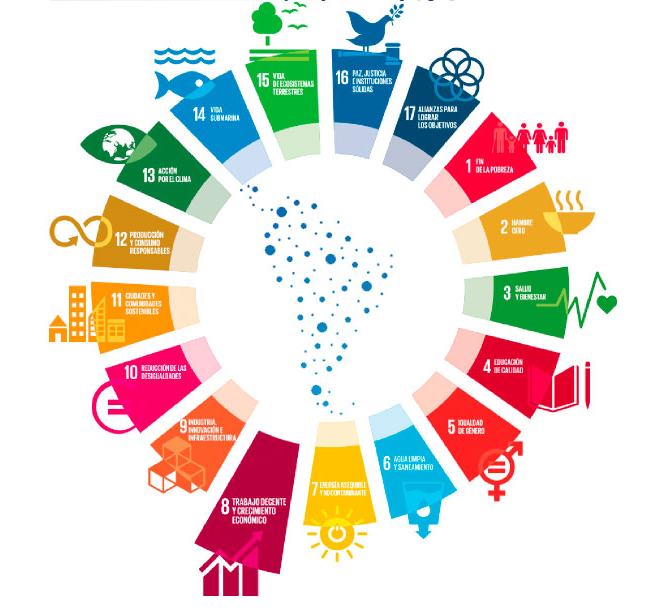 1 FIN
DE LA POBREZA
2 HAMBRE
CERO
3 SALUD
Y BIENESTAR
4 EDUCACIÓN
DE CALIDAD
5 IGUALDAD
DE GÉNERO
6 AGUA LIMPIA
Y SANEAMIENTO
7 ENERGÍA ASEQUIBLE
Y NO CONTAMINANTE
8 TRABAJO DECENTE
Y CRECIMIENTO
ECONÓMICO
9 INDUSTRIA,
INNOVACIÓN E
INFRAESTRUCTURA
10 REDUCCIÓN DE LAS
DESIGUALDADES
11 CIUDADES Y
COMUNIDADES
SOSTENIBLES
12 PRODUCCIÓN
Y CONSUMO
RESPONSABLES
13 ACCIÓN
POR EL CLIMA
14 VIDA
SUBMARINA
15 VIDA
DE ECOSISTEMAS
TERRESTRES
16 PAZ, JUSTICIA
E INSTITUCIONES
SÓLIDAS
17 ALIANZAS PARA
LOGRAR
LOS OBJETIVOS